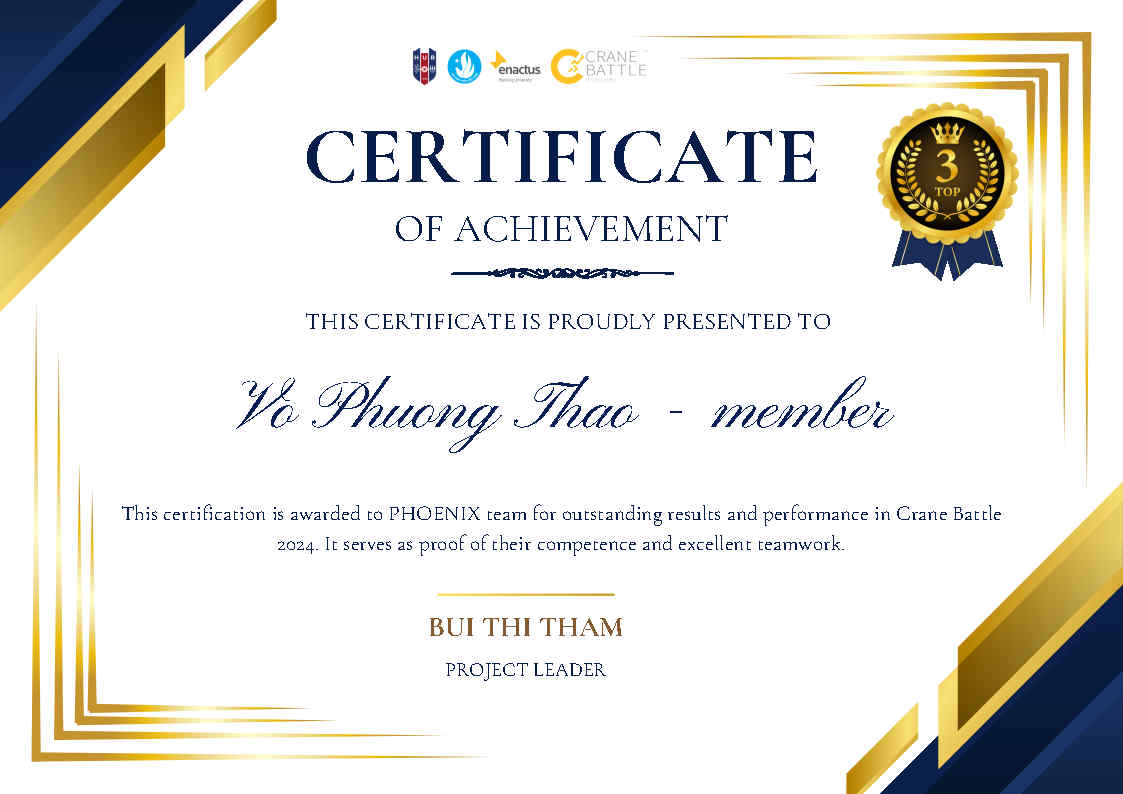 HUB
enactus
CRANE
BATTLE
CERTIFICATE
3
TOP
OF ACHIEVEMENT
THIS CERTIFICATE IS PROUDLY PRESENTED TO
Vo Phuong Thao - member
This certification is awarded to PHOENIX team for outstanding results and performance in Crane Battle
2024. It serves as proof of their competence and excellent teamwork.
BUI THI THAM
PROJECT LEADER